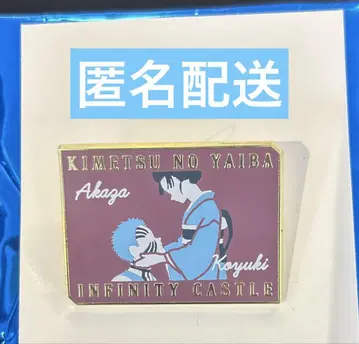 匿名配送
KIMETSU NO YAIBA
Akaza
Koyuki
INFINITY CASTLE